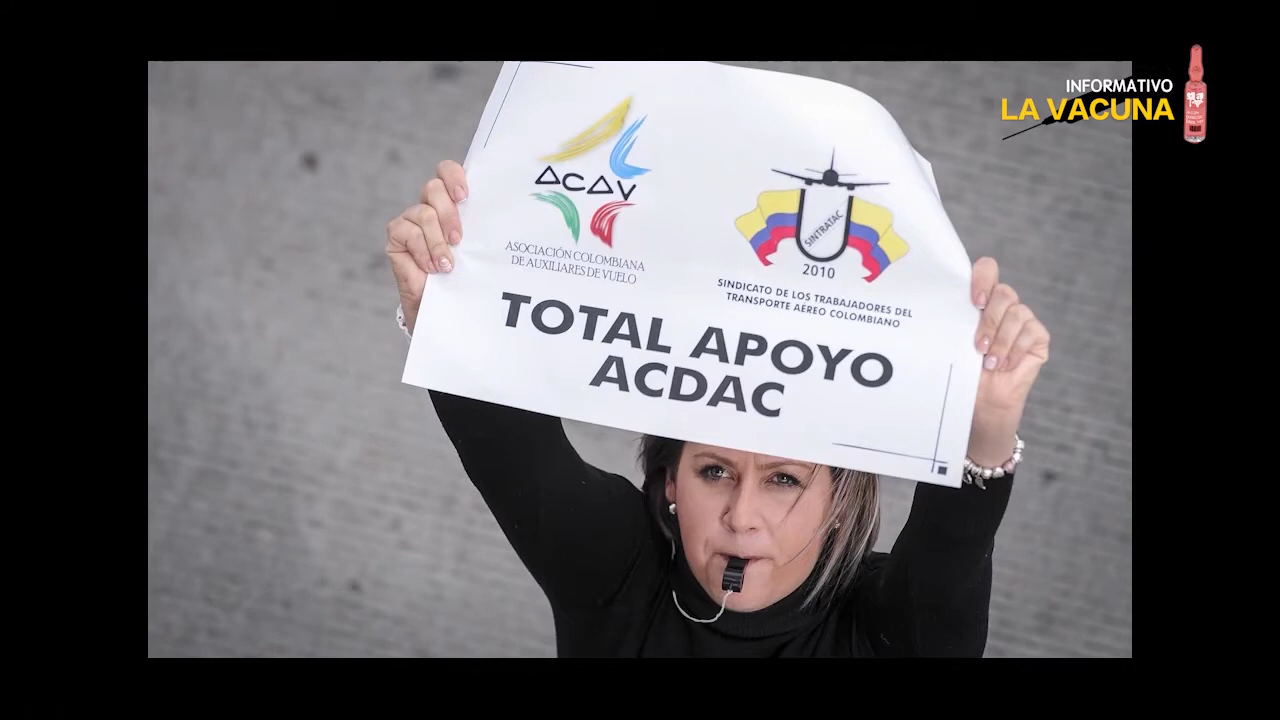 INFORMATIVO
LA VACUNA
ACAV
ASOCIACIÓN COLOMBIANA
DE AUXILIARES DE VUELO
SINTRATAC
2010
SINDICATO DE LOS TRABAJADORES DEL
TRANSPORTE AÉREO COLOMBIANO
TOTAL APOYO
ACDAC